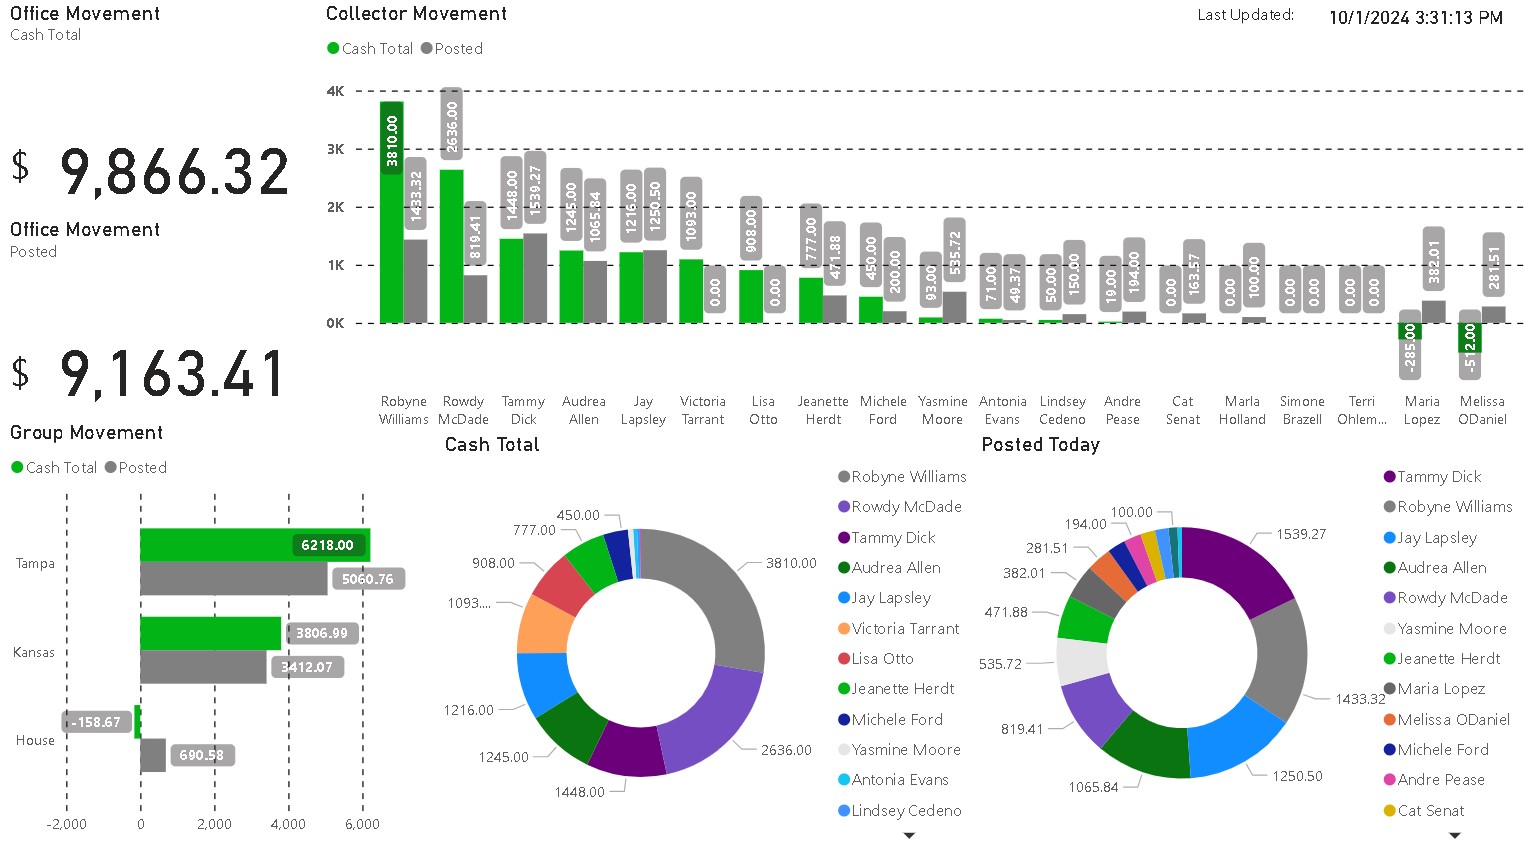 Office Movement
Cash Total
$ 9,866.32
Office Movement
Posted
$ 9,163.41
Collector Movement
Last Updated: 10/1/2024 3:31:13 PM
Cash Total Posted
4K
3K
2K
1K
0K
3810.00 1433.32
2636.00 819.41
1448.00 1539.27
1245.00 1065.84
1216.00 1250.50
1093.00 0.00
908.00 0.00
777.00 471.88
450.00 200.00
93.00 535.72
71.00 49.37
50.00 150.00
19.00 194.00
0.00 163.57
0.00 100.00
0.00 0.00
0.00 0.00
-285.00 382.01
-512.00 281.51
Robyne Williams
Rowdy McDade
Tammy Dick
Audrea Allen
Jay Lapsley
Victoria Tarrant
Lisa Otto
Jeanette Herdt
Michele Ford
Yasmine Moore
Antonia Evans
Lindsey Cedeno
Andre Pease
Cat Senat
Marla Holland
Simone Brazell
Terri Ohlem...
Maria Lopez
Melissa ODaniel
Group Movement
Cash Total Posted
Tampa
6218.00
5060.76
Kansas
3806.99
3412.07
House
-158.67
690.58
-2,000 0 2,000 4,000 6,000
Cash Total
450.00
777.00
908.00
1093....
1216.00
1245.00
1448.00
2636.00
3810.00
Robyne Williams
Rowdy McDade
Tammy Dick
Audrea Allen
Jay Lapsley
Victoria Tarrant
Lisa Otto
Jeanette Herdt
Michele Ford
Yasmine Moore
Antonia Evans
Lindsey Cedeno
Posted Today
100.00
194.00
281.51
382.01
471.88
535.72
819.41
1065.84
1250.50
1433.32
1539.27
Tammy Dick
Robyne Williams
Jay Lapsley
Audrea Allen
Rowdy McDade
Yasmine Moore
Jeanette Herdt
Maria Lopez
Melissa ODaniel
Michele Ford
Andre Pease
Cat Senat